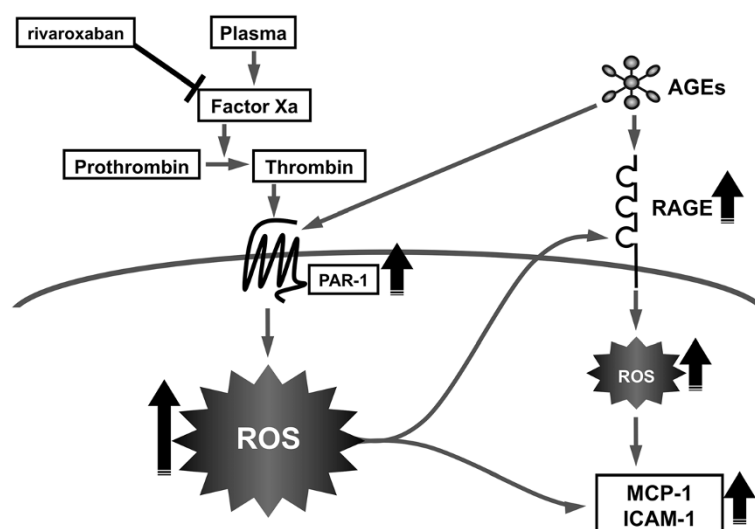 rivaroxaban
Plasma
Factor Xa
AGEs
Prothrombin
Thrombin
RAGE
PAR-1
ROS
ROS
MCP-1
ICAM-1